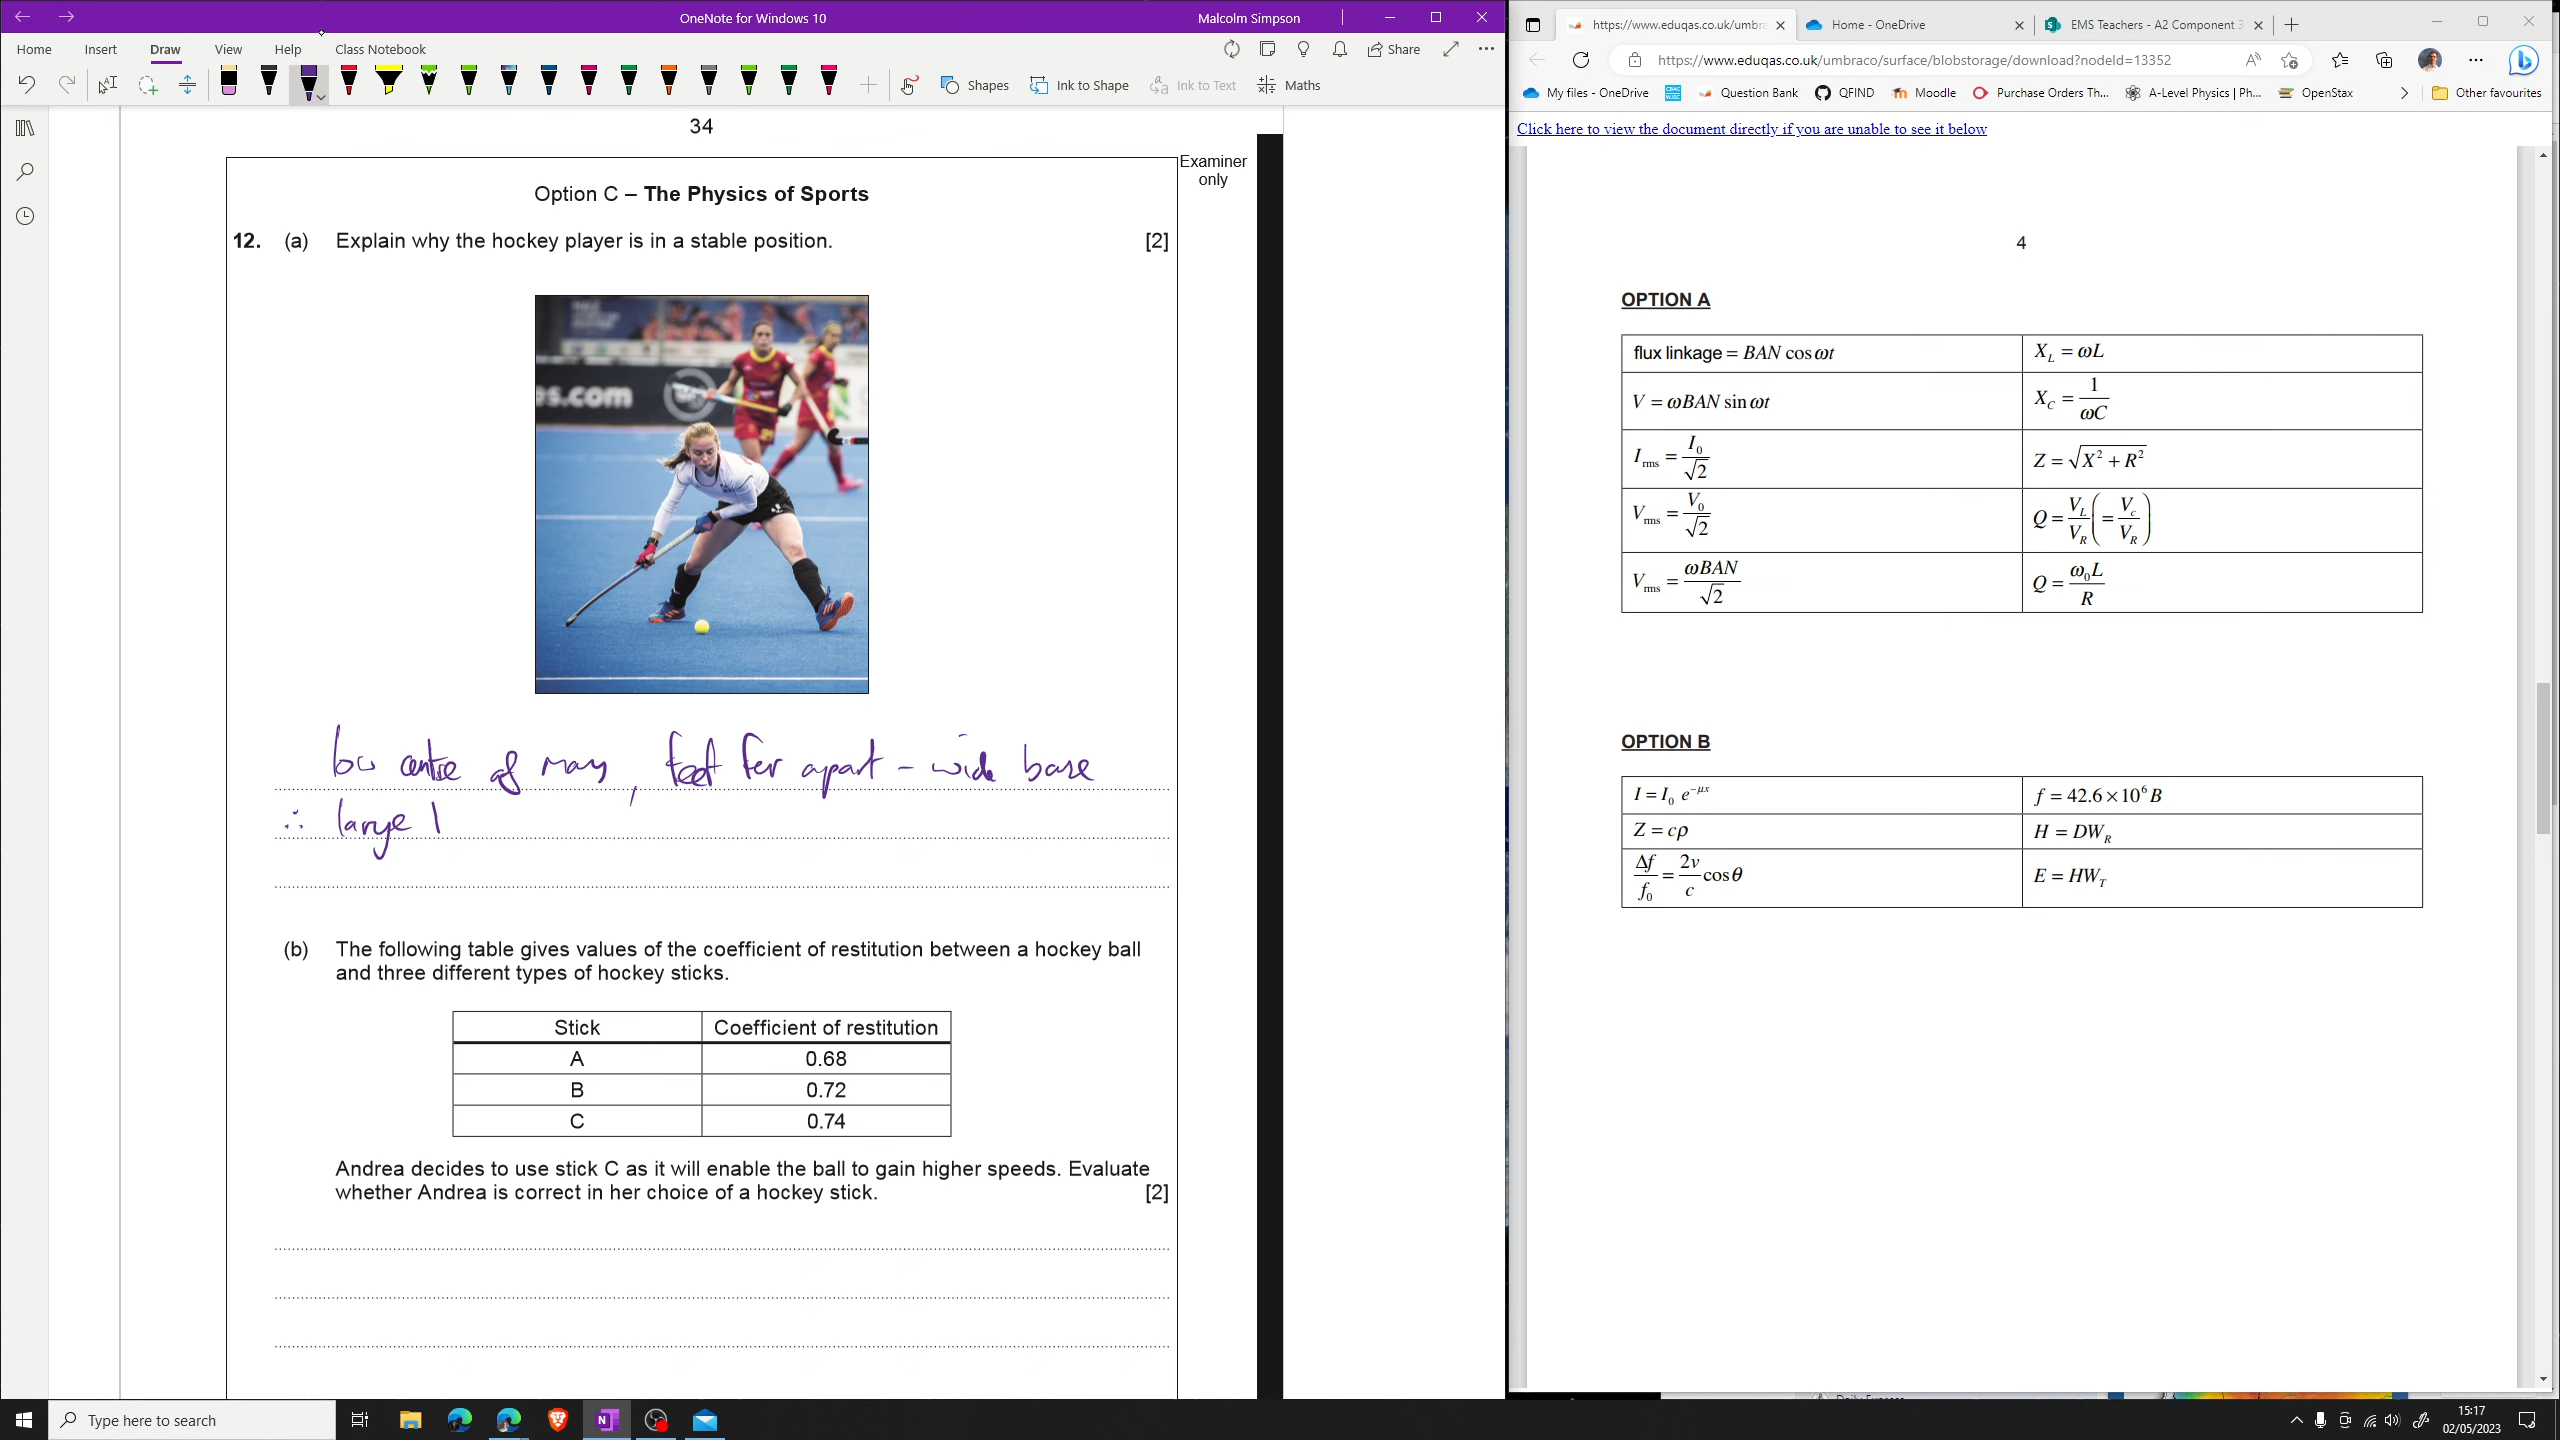 OneNote for Windows 10
Malcolm Simpson
Home Insert Draw View Help Class Notebook
Share
Shapes Ink to Shape Ink to Text Maths
34
Examiner
only
Option C – The Physics of Sports
12. (a) Explain why the hockey player is in a stable position. [2]
s.com
low centre of mass, feet far apart – wide base
∴ large
(b) The following table gives values of the coefficient of restitution between a hockey ball
and three different types of hockey sticks.
Stick Coefficient of restitution
A 0.68
B 0.72
C 0.74
Andrea decides to use stick C as it will enable the ball to gain higher speeds. Evaluate
whether Andrea is correct in her choice of a hockey stick. [2]
Type here to search
https://www.eduqas.co.uk/umbra
Home - OneDrive
EMS Teachers - A2 Component 3
https://www.eduqas.co.uk/umbraco/surface/blobstorage/download?nodeId=13352
My files - OneDrive Question Bank QFIND Moodle Purchase Orders Th... A-Level Physics | Ph... OpenStax Other favourites
Click here to view the document directly if you are unable to see it below
4
OPTION A
flux linkage = BAN cos ωt X_L = ωL
V = ωBAN sin ωt X_C = 1/ωC
I_rms = I_0/√2 Z = √(X² + R²)
V_rms = V_0/√2 Q = V_L/V_R (= V_c/V_R)
V_rms = ωBAN/√2 Q = ω_0L/R
OPTION B
I = I_0 e^−μx f = 42.6 × 10⁶ B
Z = cρ H = DW_R
Δf/f_0 = 2v/c cos θ E = HW_T
15:17
02/05/2023